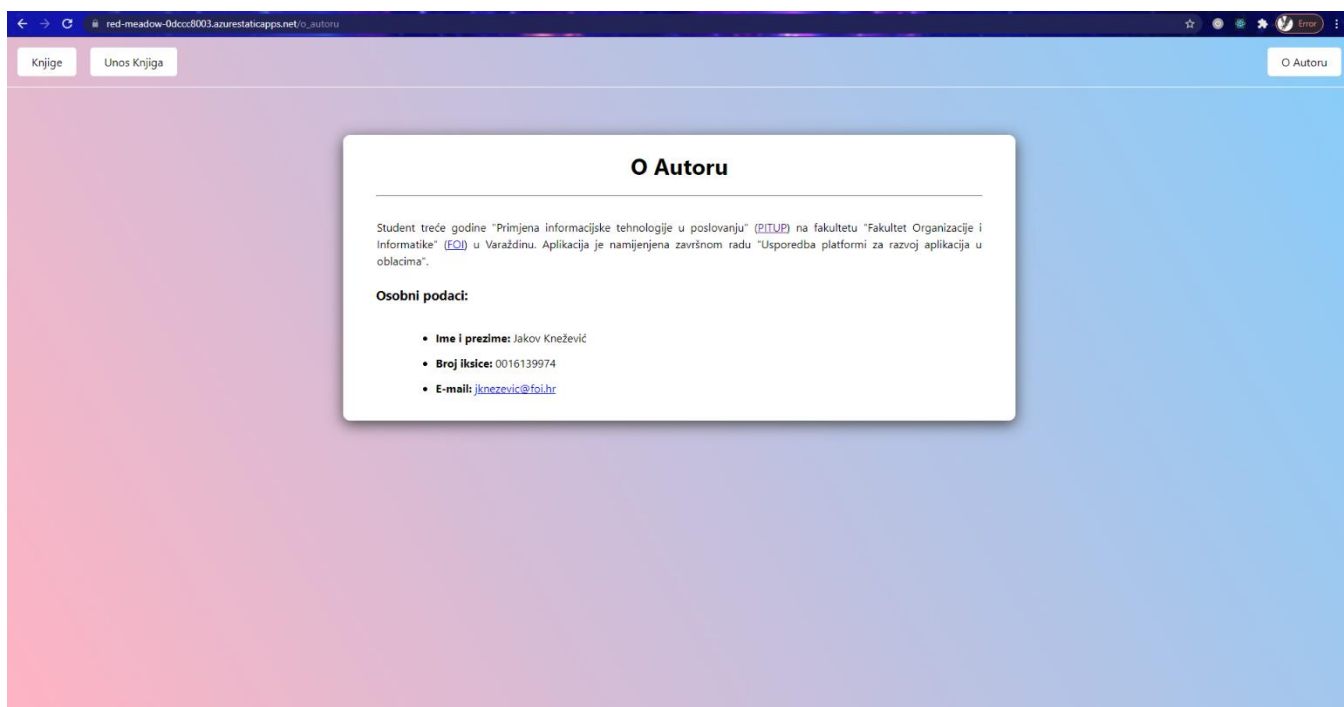 red-meadow-0dccc8003.azurestaticapps.net/o_autoru
Error
Knjige
Unos Knjiga
O Autoru
O Autoru
Student treće godine "Primjena informacijske tehnologije u poslovanju" (PITUP) na fakultetu "Fakultet Organizacije i
Informatike" (FOI) u Varaždinu. Aplikacija je namijenjena završnom radu "Usporedba platformi za razvoj aplikacija u
oblacima".
Osobni podaci:
• Ime i prezime: Jakov Knežević
• Broj iksice: 0016139974
• E-mail: jknezevic@foi.hr